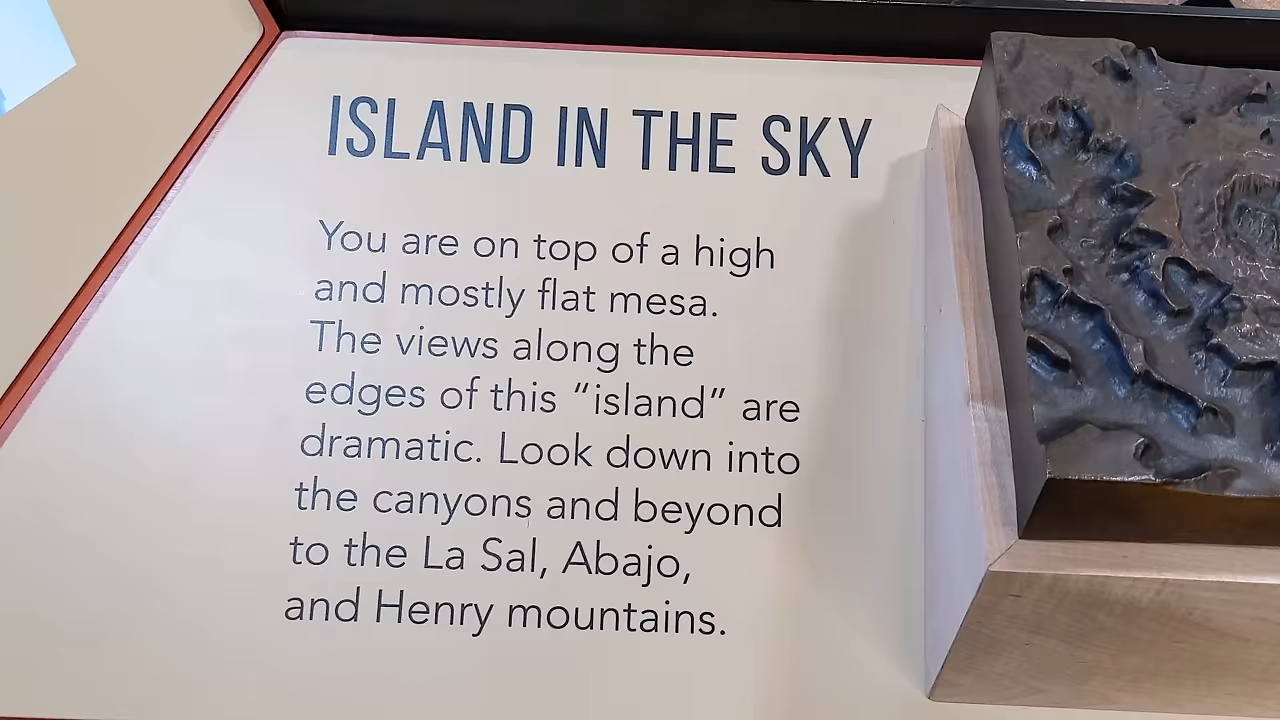 ISLAND IN THE SKY
You are on top of a high
and mostly flat mesa.
The views along the
edges of this “island” are
dramatic. Look down into
the canyons and beyond
to the La Sal, Abajo,
and Henry mountains.